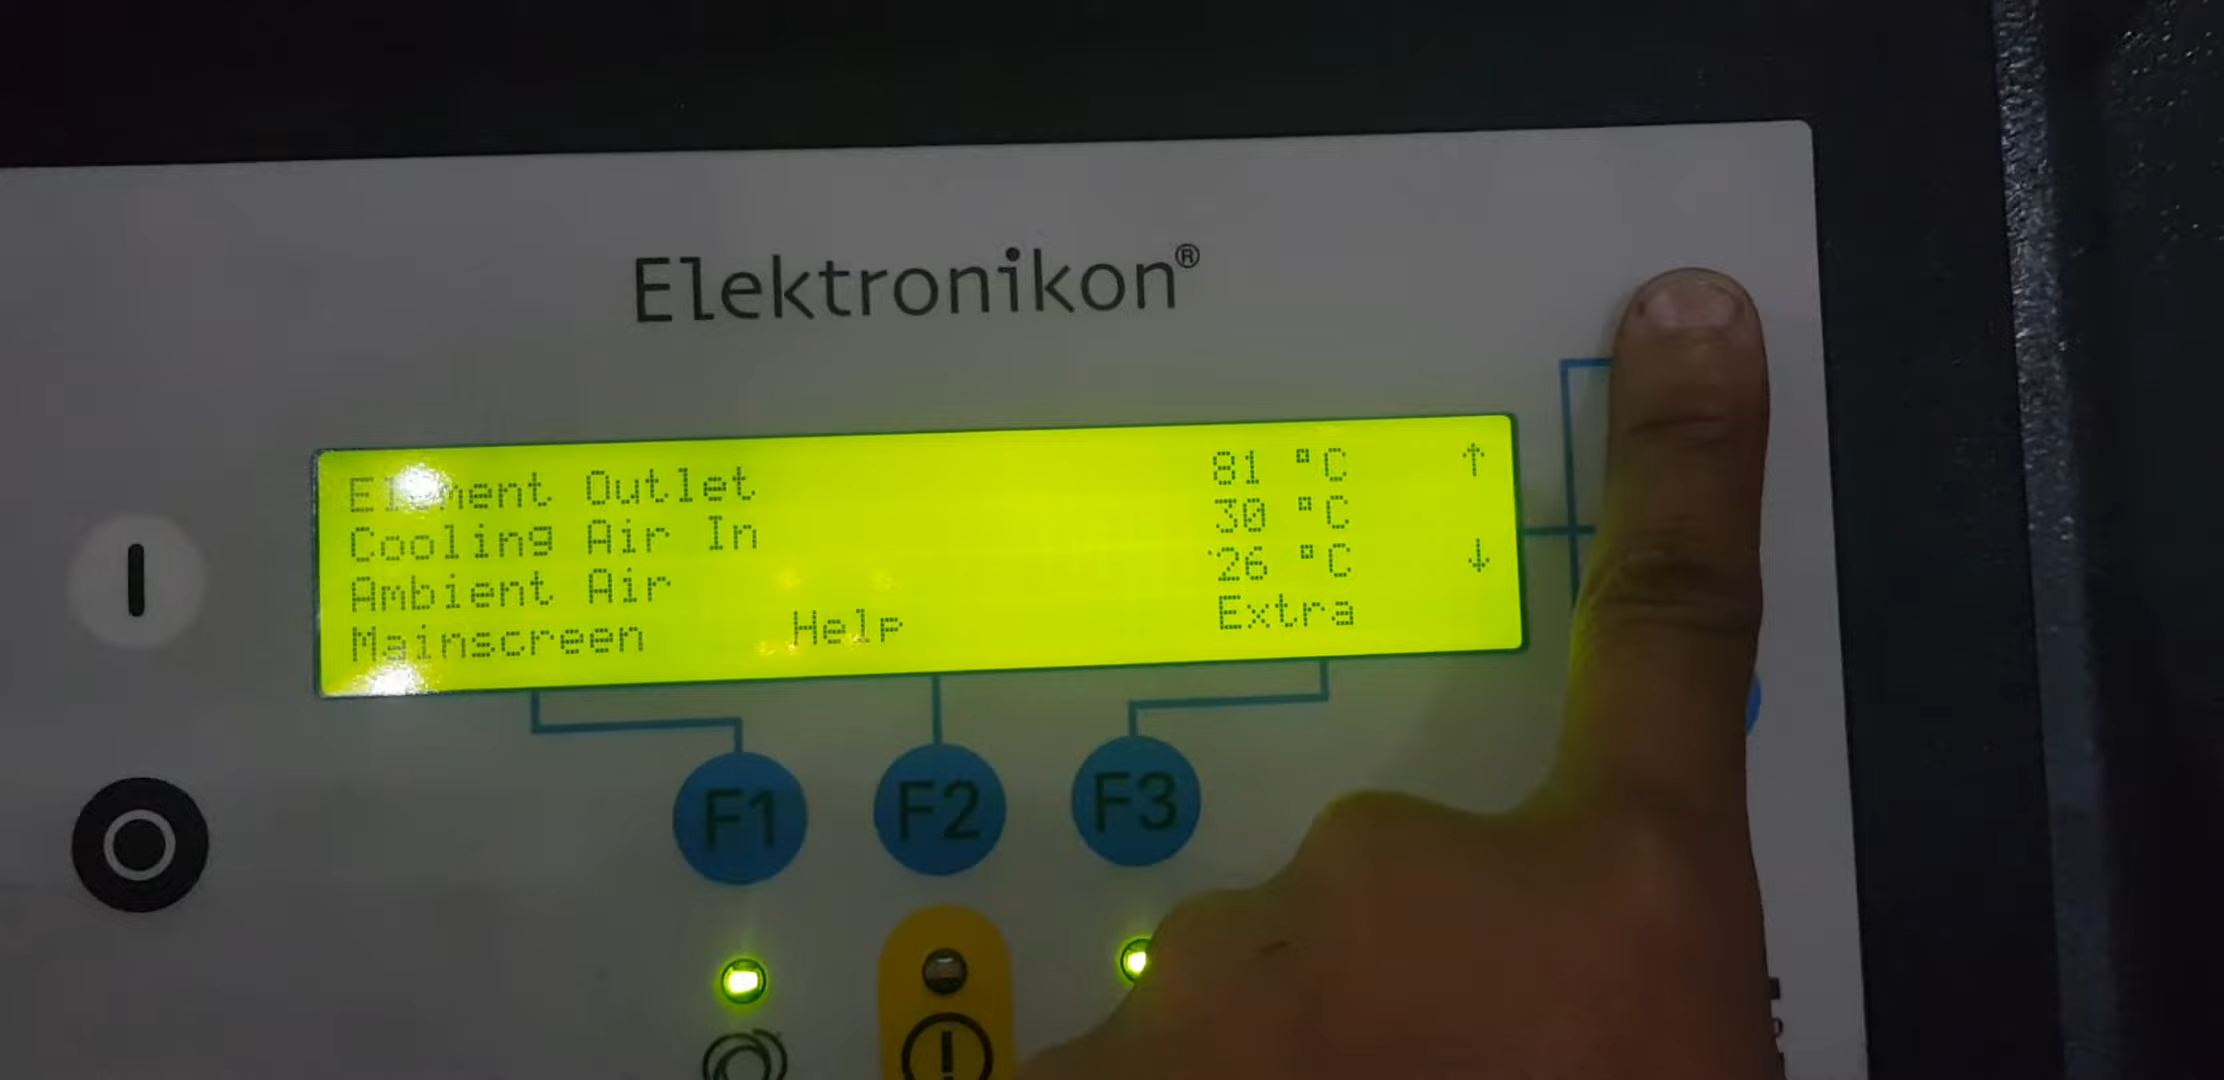 Elektronikon®
Element Outlet 81 °C ↑
Cooling Air In 30 °C
Ambient Air 26 °C ↓
Mainscreen Help Extra
F1 F2 F3